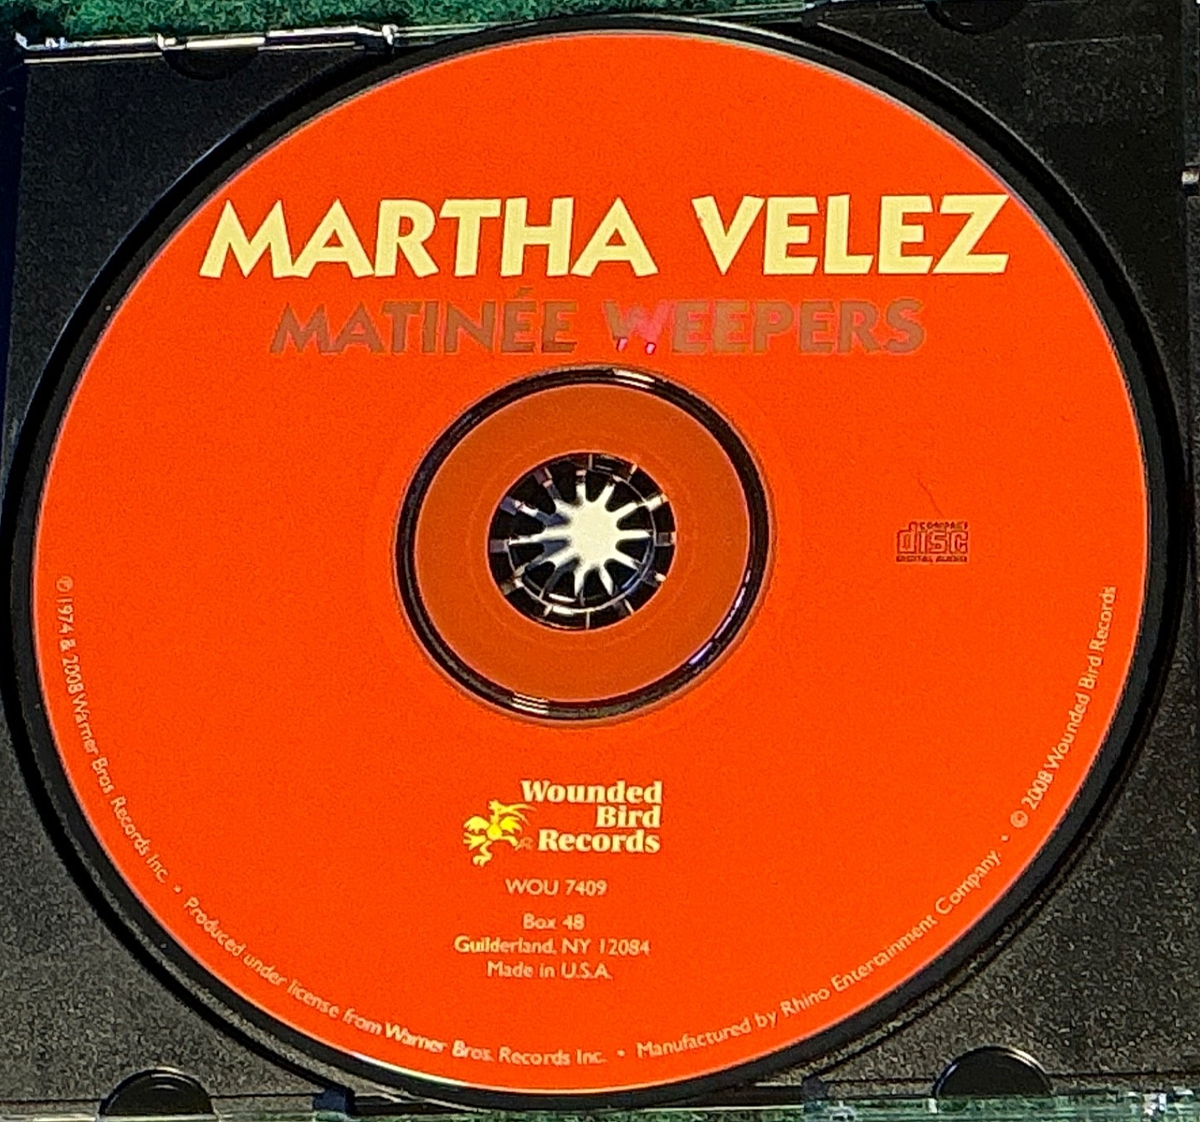 MARTHA VELEZ
MATINÉE WEEPERS
COMPACT
disc
DIGITAL AUDIO
Wounded
Bird
Records
WOU 7409
Box 48
Guilderland, NY 12084
Made in U.S.A.
℗ 1974 & 2008 Warner Bros. Records Inc. • Produced under license from Warner Bros. Records Inc. • Manufactured by Rhino Entertainment Company. • © 2008 Wounded Bird Records